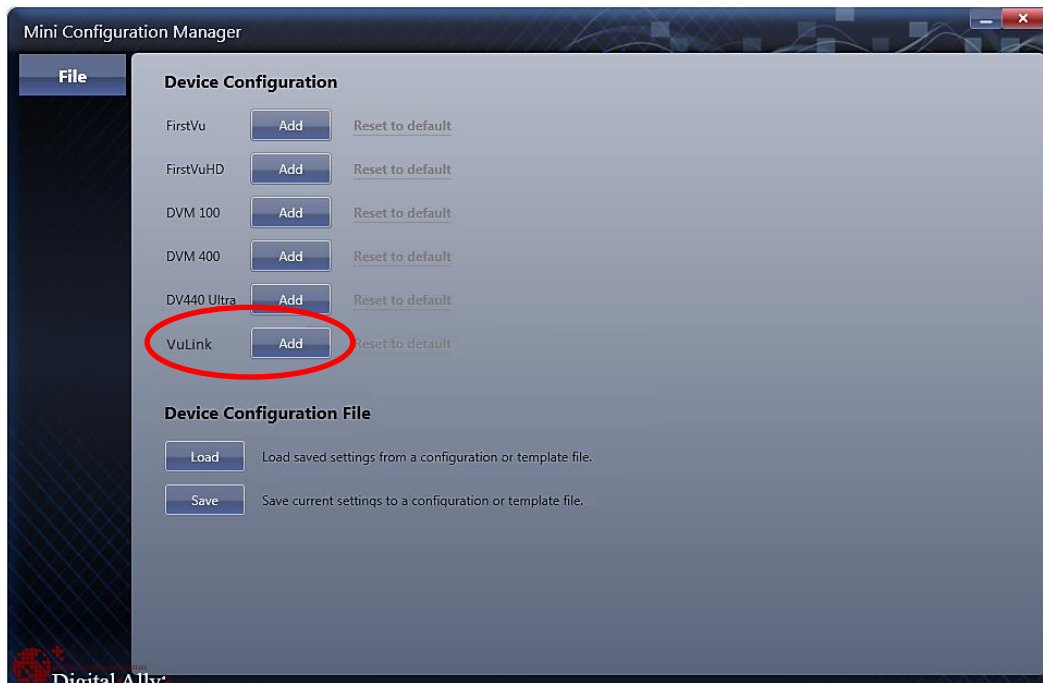 Mini Configuration Manager
File
Device Configuration
FirstVu Add Reset to default
FirstVuHD Add Reset to default
DVM 100 Add Reset to default
DVM 400 Add Reset to default
DV440 Ultra Add Reset to default
VuLink Add Reset to detault
Device Configuration File
Load Load saved settings from a configuration or template file.
Save Save current settings to a configuration or template file.
Digital Ally